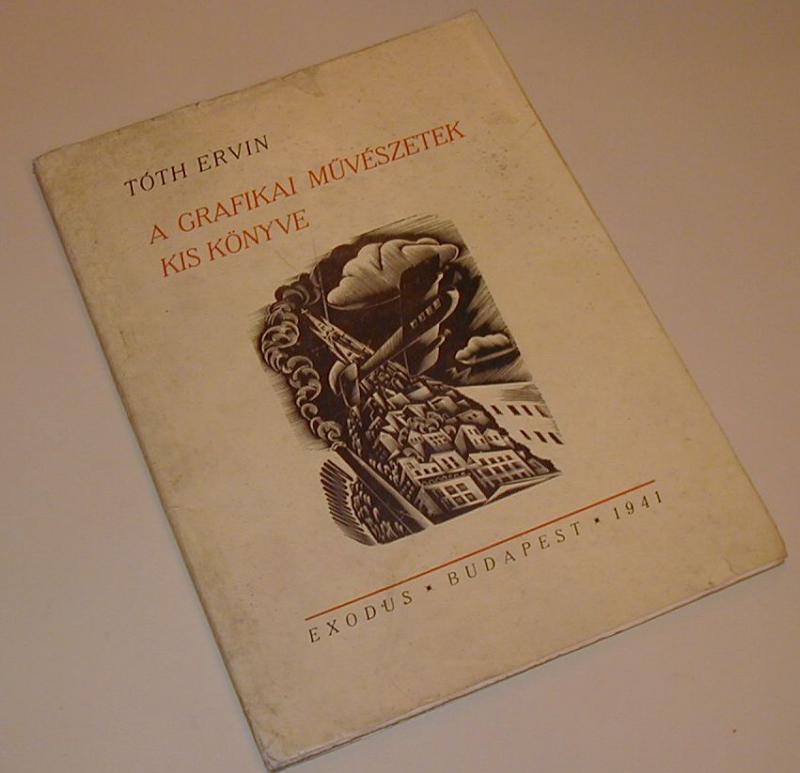 TÓTH ERVIN
A GRAFIKAI MŰVÉSZETEK
KIS KÖNYVE
EXODUS * BUDAPEST * 1941